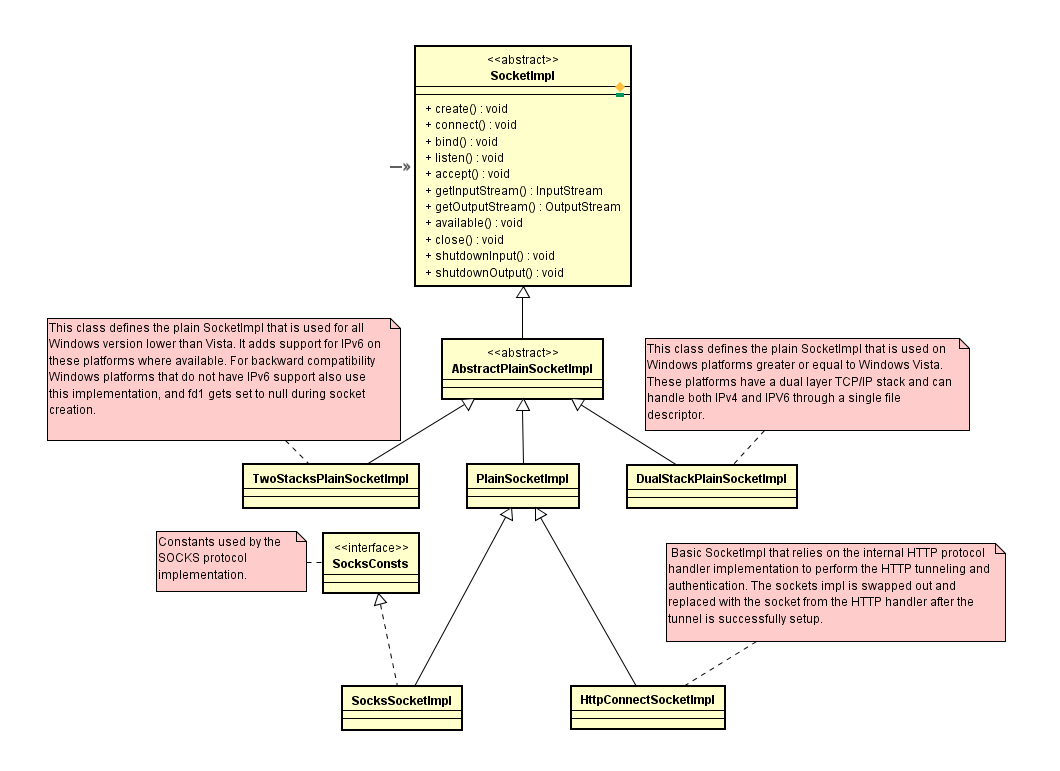 <<abstract>>
SocketImpl
+ create() : void
+ connect() : void
+ bind() : void
+ listen() : void
+ accept() : void
+ getInputStream() : InputStream
+ getOutputStream() : OutputStream
+ available() : void
+ close() : void
+ shutdownInput() : void
+ shutdownOutput() : void
This class defines the plain SocketImpl that is used for all
Windows version lower than Vista. It adds support for IPv6 on
these platforms where available. For backward compatibility
Windows platforms that do not have IPv6 support also use
this implementation, and fd1 gets set to null during socket
creation.
<<abstract>>
AbstractPlainSocketImpl
This class defines the plain SocketImpl that is used on
Windows platforms greater or equal to Windows Vista.
These platforms have a dual layer TCP/IP stack and can
handle both IPv4 and IPV6 through a single file
descriptor.
TwoStacksPlainSocketImpl
PlainSocketImpl
DualStackPlainSocketImpl
Constants used by the
SOCKS protocol
implementation.
<<interface>>
SocksConsts
Basic SocketImpl that relies on the internal HTTP protocol
handler implementation to perform the HTTP tunneling and
authentication. The sockets impl is swapped out and
replaced with the socket from the HTTP handler after the
tunnel is successfully setup.
SocksSocketImpl
HttpConnectSocketImpl